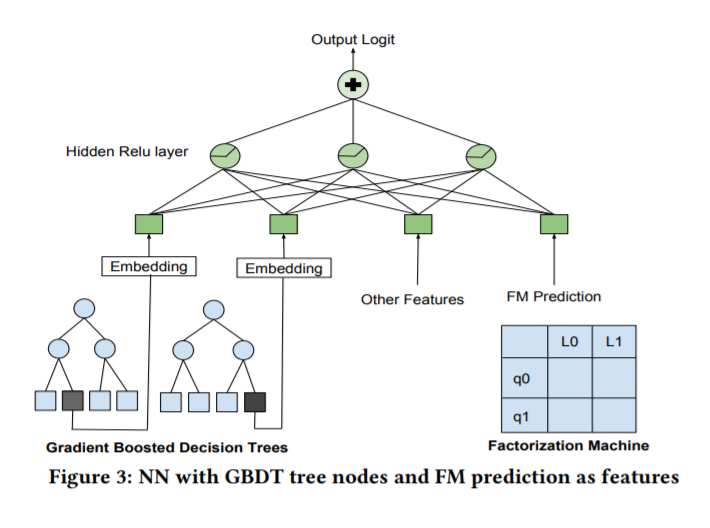 Output Logit
Hidden Relu layer
Embedding
Embedding
Other Features
FM Prediction
L0 L1
q0
q1
Gradient Boosted Decision Trees
Factorization Machine
Figure 3: NN with GBDT tree nodes and FM prediction as features